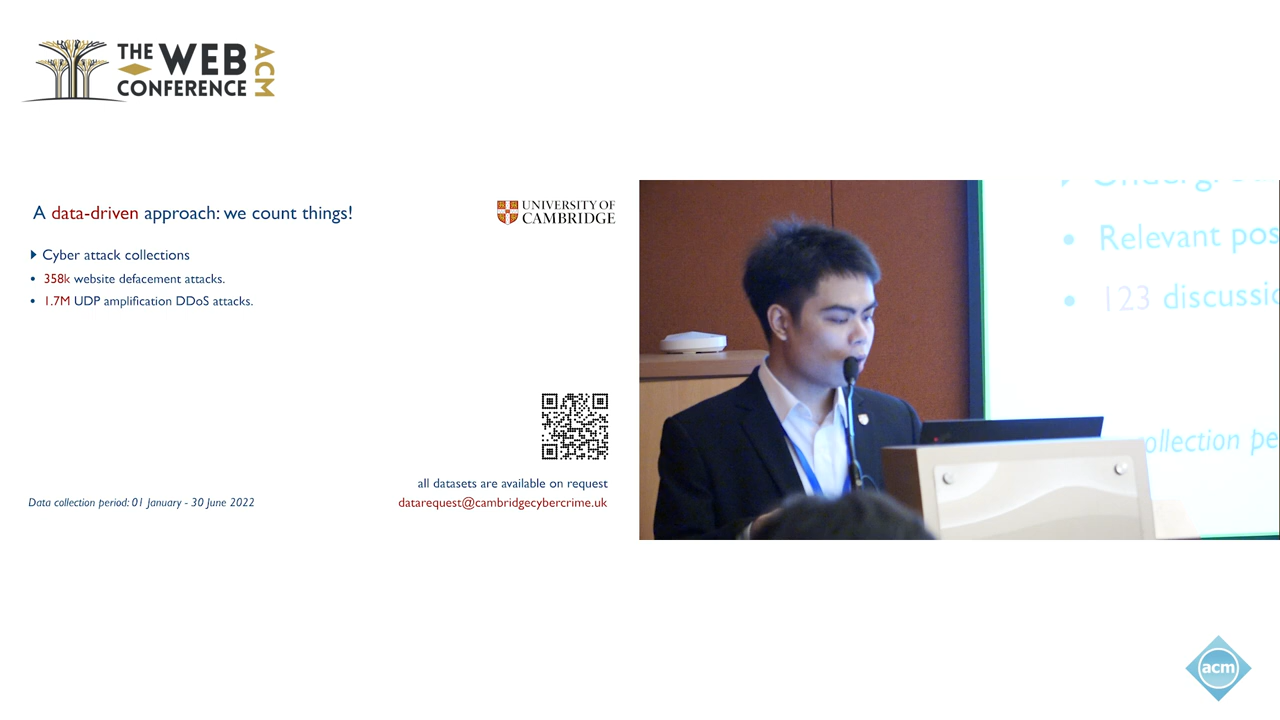 THE WEB
CONFERENCE
ACM
A data-driven approach: we count things!
UNIVERSITY OF
CAMBRIDGE
Cyber attack collections
• 358k website defacement attacks.
• 1.7M UDP amplification DDoS attacks.
all datasets are available on request
Data collection period: 01 January - 30 June 2022
datarequest@cambridgecybercrime.uk
• Relevant pos
• 123 discussio
ollection pe
acm